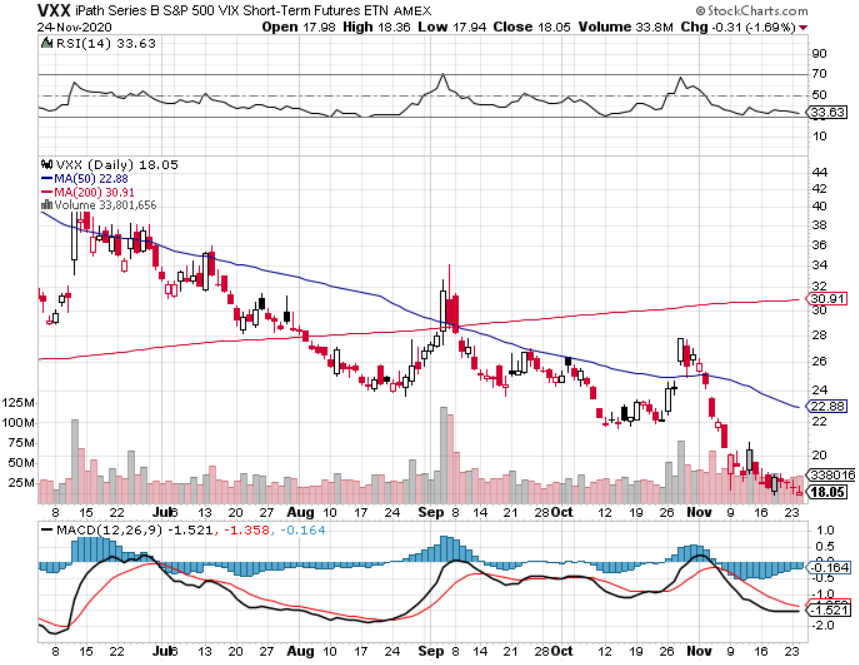 VXX iPath Series B S&P 500 VIX Short-Term Futures ETN AMEX © StockCharts.com
24-Nov-2020 Open 17.98 High 18.36 Low 17.94 Close 18.05 Volume 33.8M Chg -0.31 (-1.69%)
RSI(14) 33.63
90
70
50
33.63
10
VXX (Daily) 18.05
MA(50) 22.88
MA(200) 30.91
Volume 33,801,656
44
42
40
38
36
34
32
30.91
30
28
26
24
22.88
22
20
338016
18.05
125M
100M
75M
50M
25M
8 15 22 Jul6 13 20 27 Aug 10 17 24 Sep 8 14 21 28 Oct 12 19 26 Nov 9 16 23
MACD(12,26,9) -1.521, -1.358, -0.164
1.0
0.5
0.0
-0.164
-0.5
-1.0
-1.521
-2.0
8 15 22 Jul6 13 20 27 Aug 10 17 24 Sep 8 14 21 28 Oct 12 19 26 Nov 9 16 23